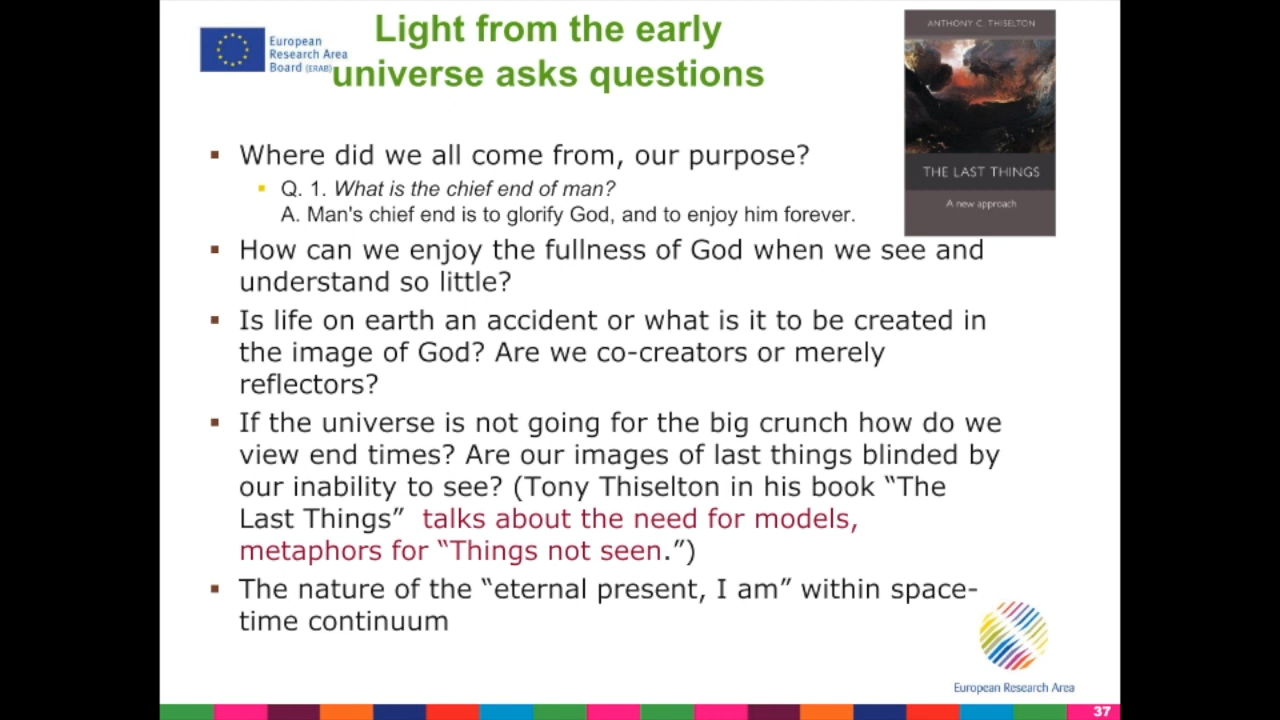 European
Research Area
Board (ERAB)
Light from the early
universe asks questions
ANTHONY C. THISELTON
THE LAST THINGS
A new approach
Where did we all come from, our purpose?
Q. 1. What is the chief end of man?
A. Man's chief end is to glorify God, and to enjoy him forever.
How can we enjoy the fullness of God when we see and
understand so little?
Is life on earth an accident or what is it to be created in
the image of God? Are we co-creators or merely
reflectors?
If the universe is not going for the big crunch how do we
view end times? Are our images of last things blinded by
our inability to see? (Tony Thiselton in his book “The
Last Things” talks about the need for models,
metaphors for “Things not seen.”)
The nature of the “eternal present, I am” within space-
time continuum
European Research Area
37